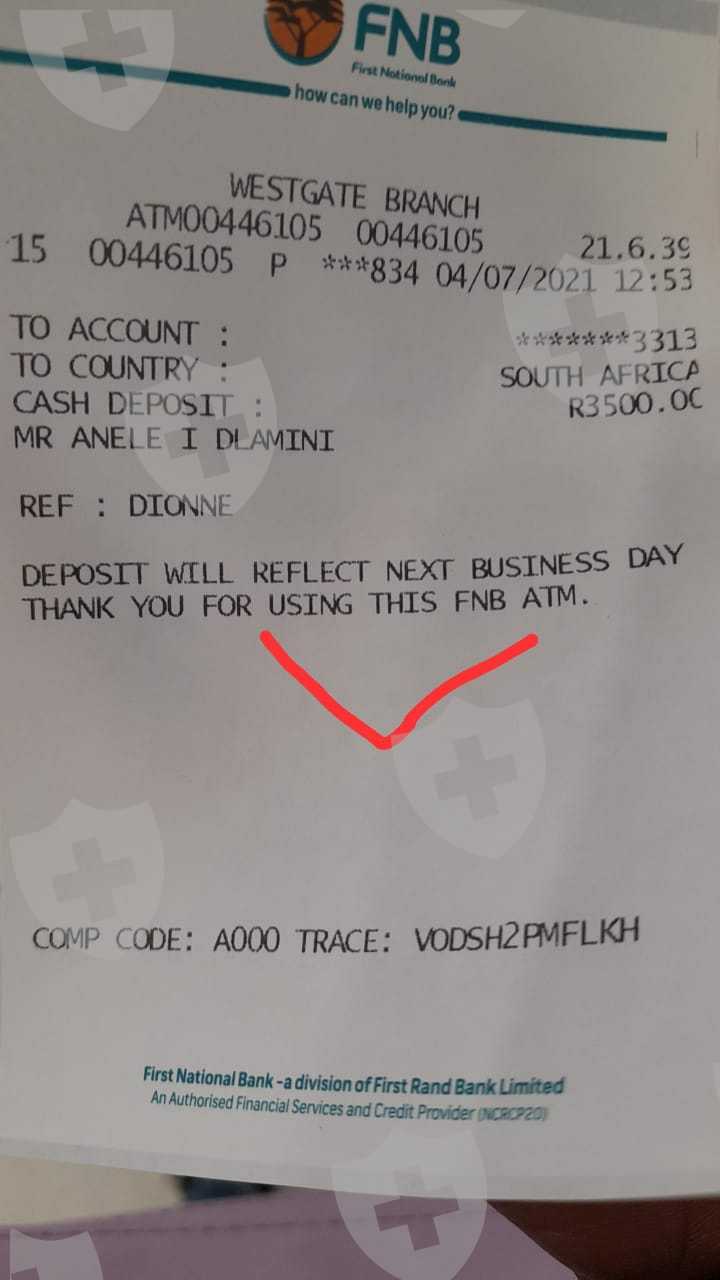 FNB
First National Bank
how can we help you?
WESTGATE BRANCH
ATM00446105 00446105 21.6.39
15 00446105 P ***834 04/07/2021 12:53
TO ACCOUNT : *******3313
TO COUNTRY : SOUTH AFRICA
CASH DEPOSIT : R3500.00
MR ANELE I DLAMINI
REF : DIONNE
DEPOSIT WILL REFLECT NEXT BUSINESS DAY
THANK YOU FOR USING THIS FNB ATM.
COMP CODE: A000 TRACE: VODSH2PMFLKH
First National Bank - a division of First Rand Bank Limited
An Authorised Financial Services and Credit Provider (NCRCP20)